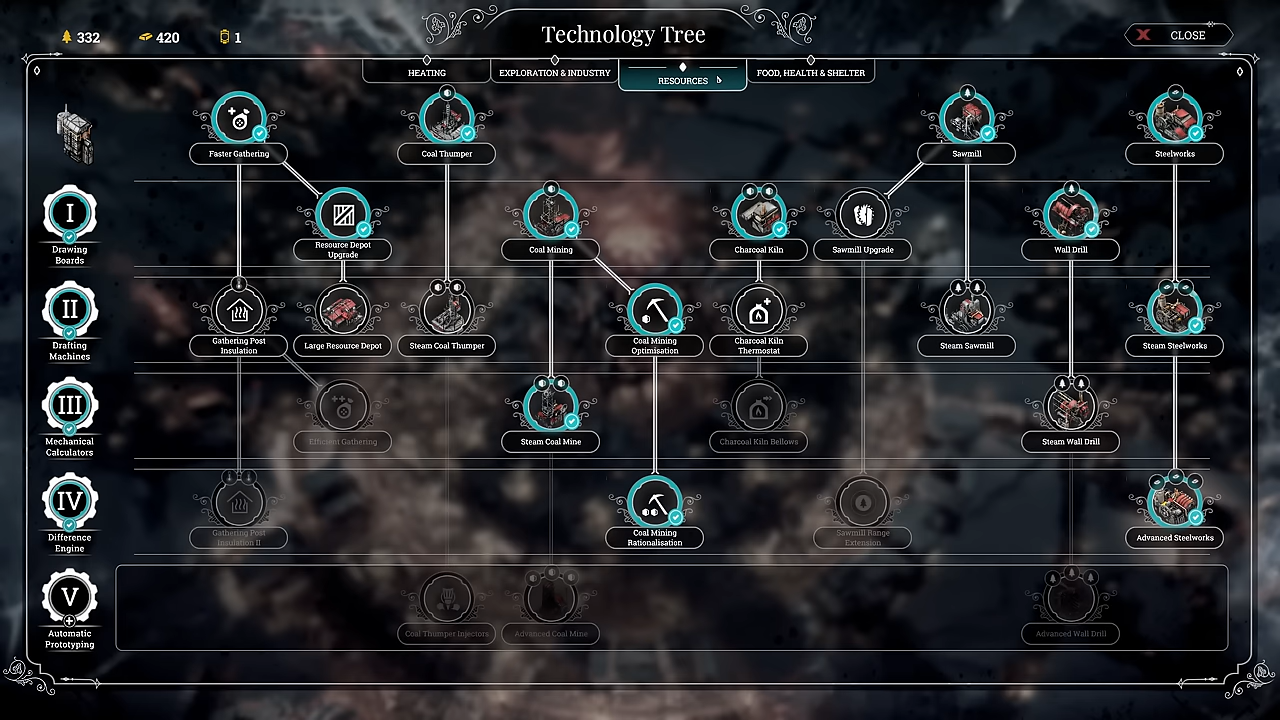 332
420
1
Technology Tree
CLOSE
HEATING
EXPLORATION & INDUSTRY
RESOURCES
FOOD, HEALTH & SHELTER
Faster Gathering
Coal Thumper
Sawmill
Steelworks
I
Drawing
Boards
Resource Depot
Upgrade
Coal Mining
Charcoal Kiln
Sawmill Upgrade
Wall Drill
II
Drafting
Machines
Gathering Post
Insulation
Large Resource Depot
Steam Coal Thumper
Coal Mining
Optimisation
Charcoal Kiln
Thermostat
Steam Sawmill
Steam Steelworks
III
Mechanical
Calculators
Efficient Gathering
Steam Coal Mine
Charcoal Kiln Bellows
Steam Wall Drill
IV
Difference
Engine
Gathering Post
Insulation II
Coal Mining
Rationalisation
Sawmill Range
Extension
Advanced Steelworks
V
Automatic
Prototyping
Coal Thumper Injectors
Advanced Coal Mine
Advanced Wall Drill